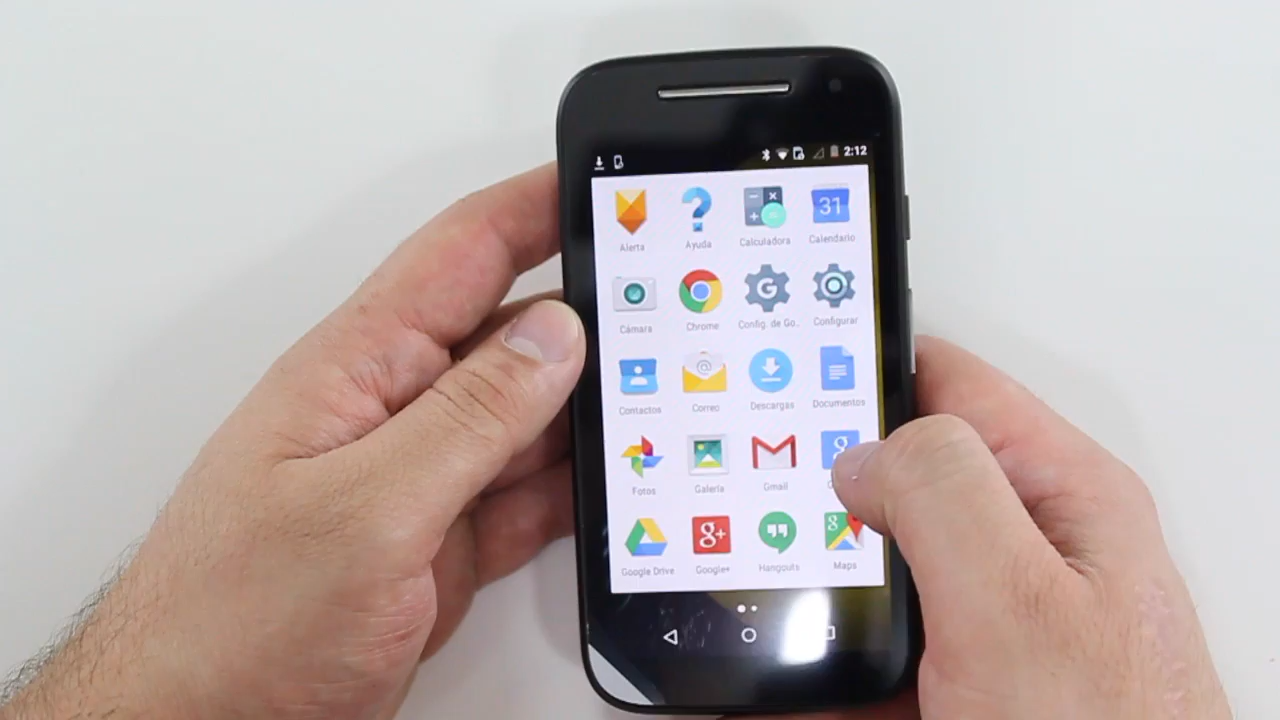 2:12
Alerta Ayuda Calculadora 31 Calendario
Cámara Chrome G Config. de Go.. Configurar
@
Contactos Correo Descargas Documentos
g
Fotos Galería Gmail
g+ g
Google Drive Google+ Hangouts Maps